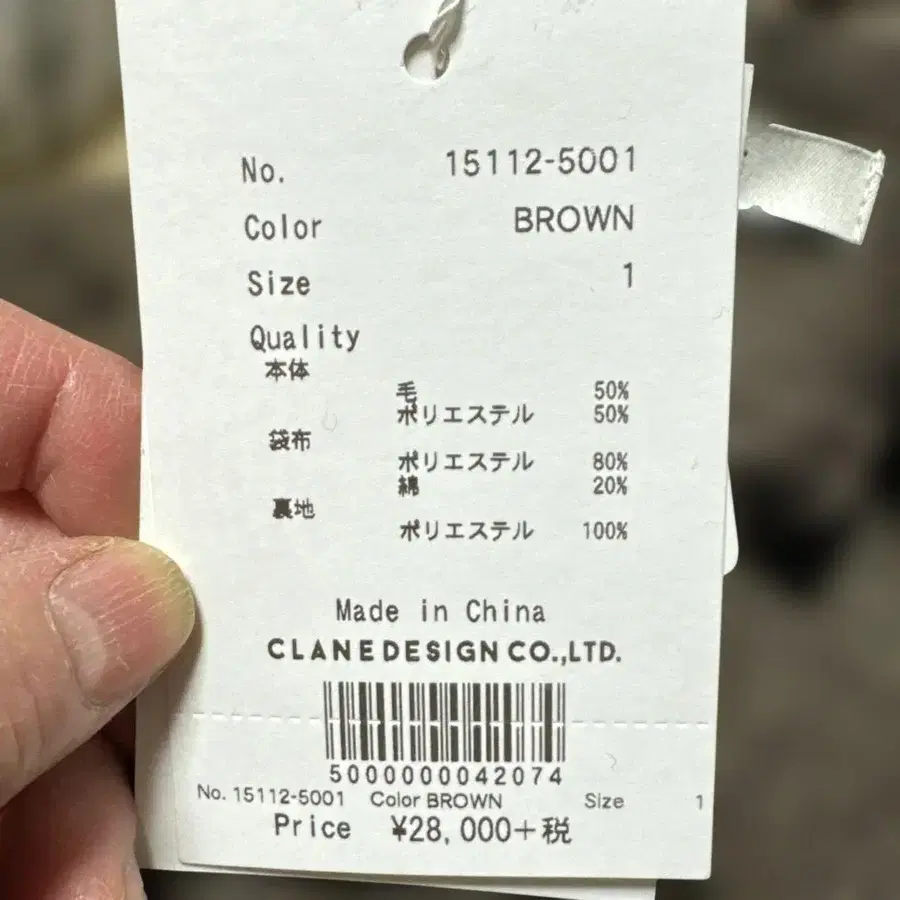 No. 15112-5001
Color BROWN
Size 1
Quality
本体
毛 50%
ポリエステル 50%
袋布
ポリエステル 80%
綿 20%
裏地
ポリエステル 100%
Made in China
CLANE DESIGN CO.,LTD.
5000000042074
No. 15112-5001 Color BROWN Size 1
Price ¥28,000+税